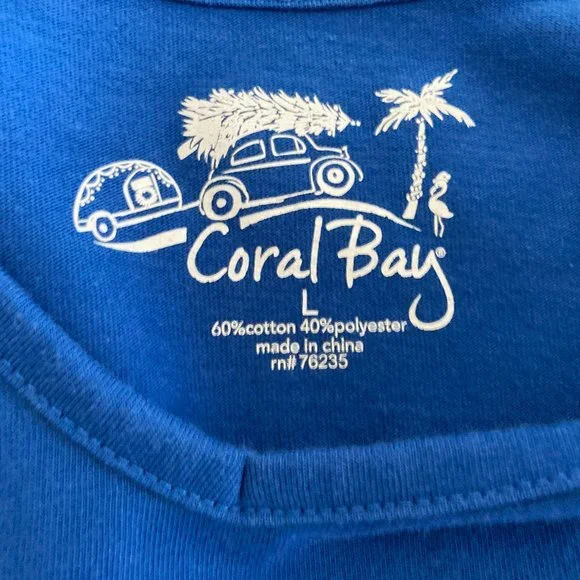 Coral Bay®
L
60%cotton 40%polyester
made in china
rn# 76235